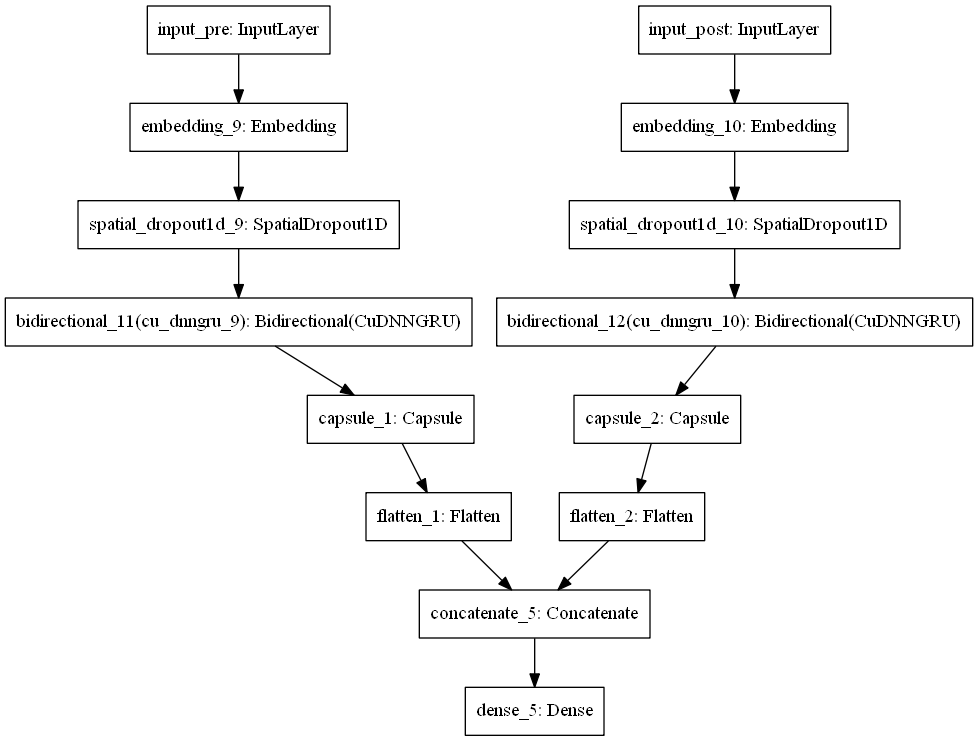 input_pre: InputLayer
input_post: InputLayer
embedding_9: Embedding
embedding_10: Embedding
spatial_dropout1d_9: SpatialDropout1D
spatial_dropout1d_10: SpatialDropout1D
bidirectional_11(cu_dnngru_9): Bidirectional(CuDNNGRU)
bidirectional_12(cu_dnngru_10): Bidirectional(CuDNNGRU)
capsule_1: Capsule
capsule_2: Capsule
flatten_1: Flatten
flatten_2: Flatten
concatenate_5: Concatenate
dense_5: Dense